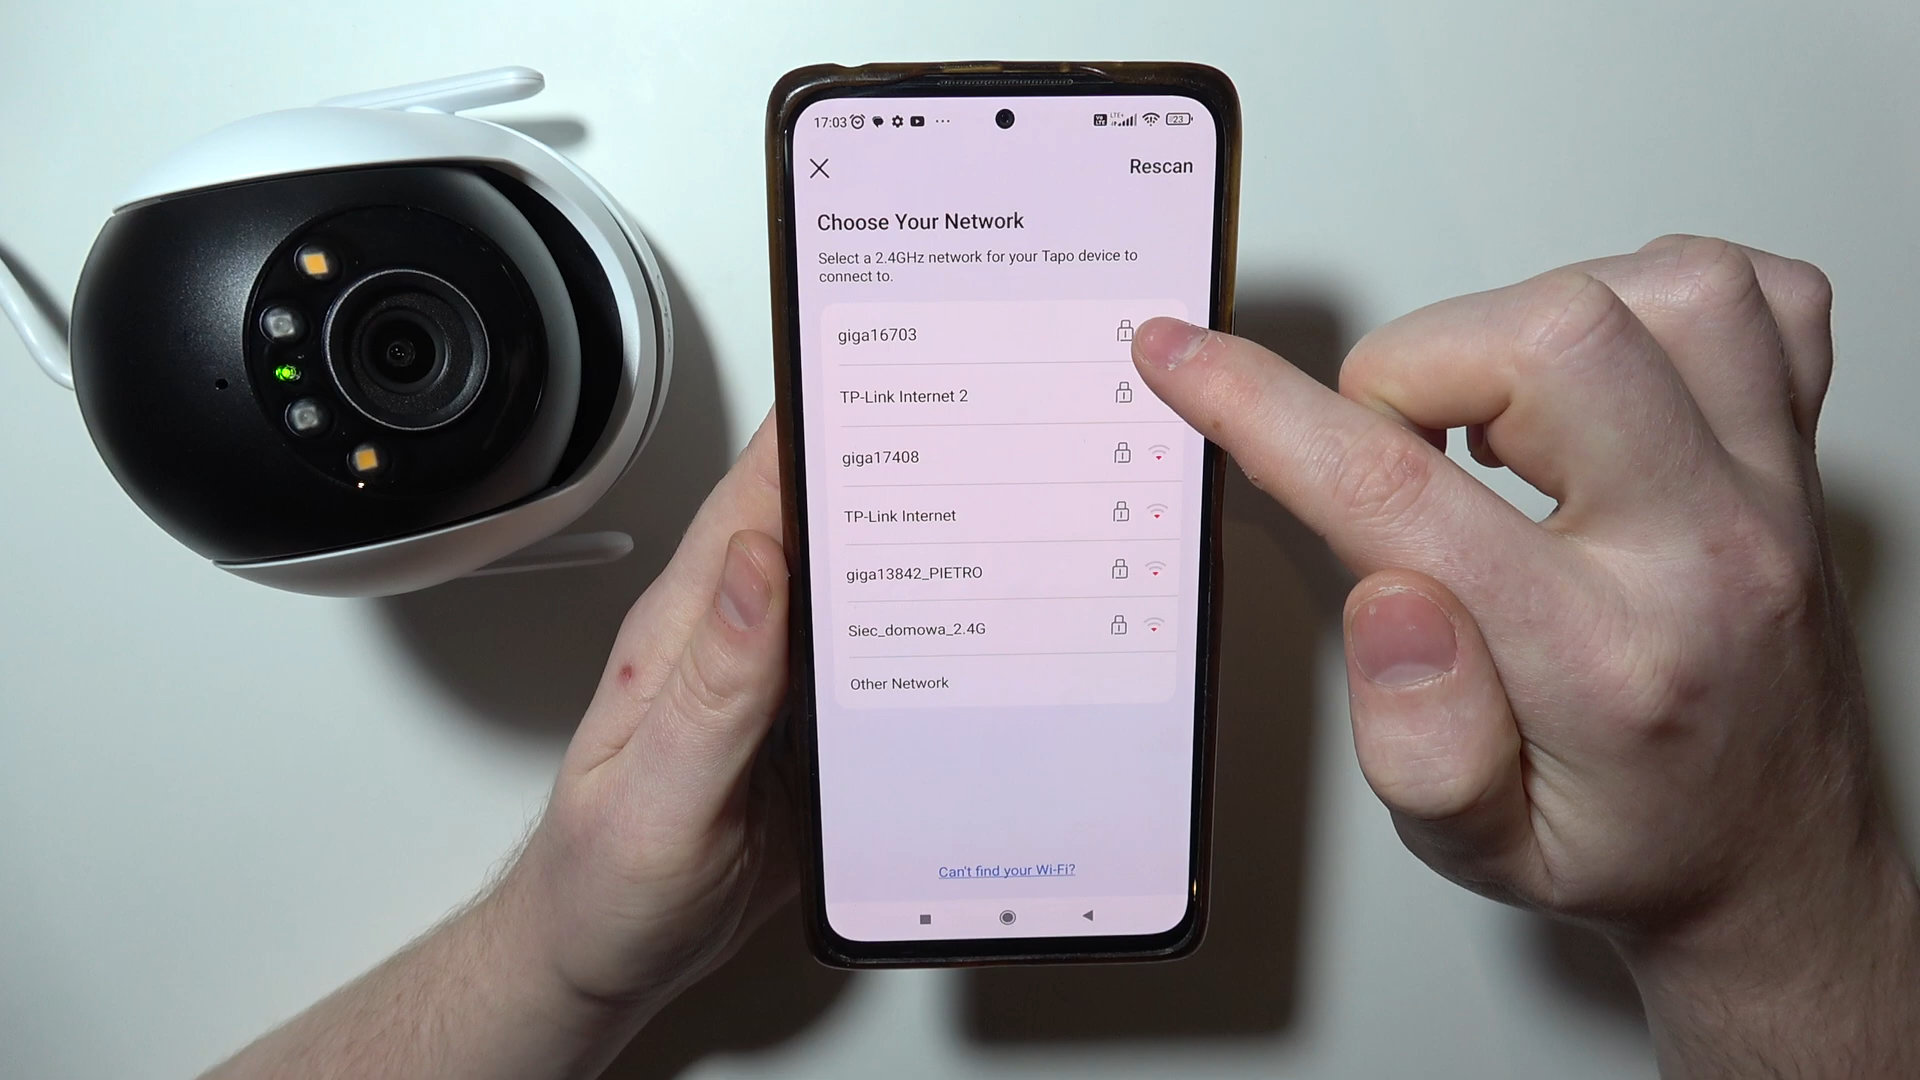 17:03
23
Rescan
Choose Your Network
Select a 2.4GHz network for your Tapo device to
connect to.
giga16703
TP-Link Internet 2
giga17408
TP-Link Internet
giga13842_PIETRO
Siec_domowa_2.4G
Other Network
Can't find your Wi-Fi?